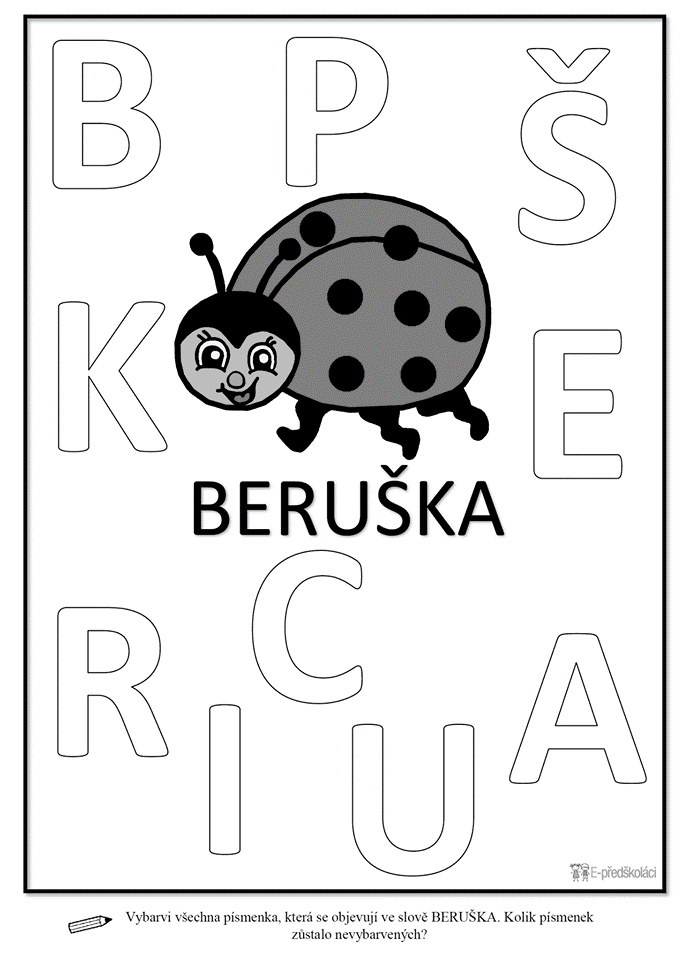 B P Š
K E
BERUŠKA
C
R A
I U
E-předškoláci
Vybarvi všechna písmenka, která se objevují ve slově BERUŠKA. Kolik písmenek
zůstalo nevybarvených?